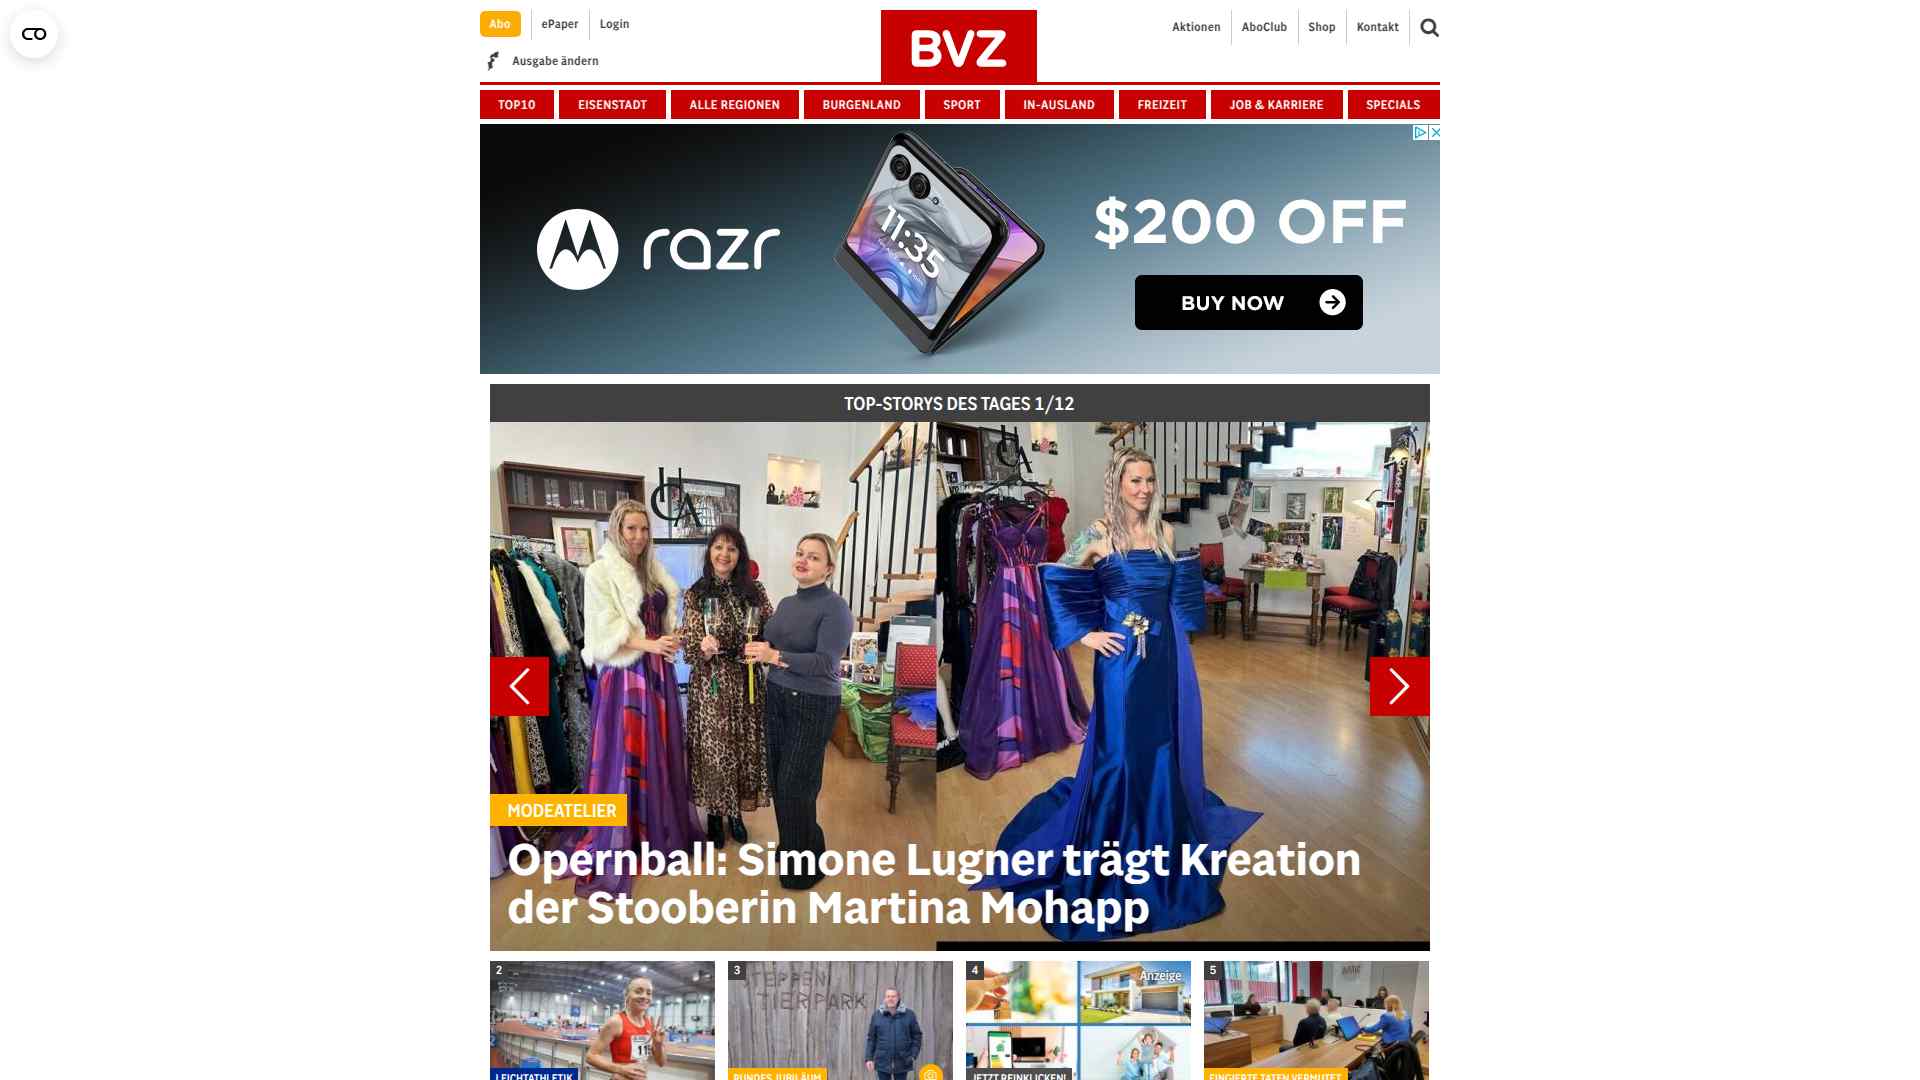 Abo
ePaper
Login
Ausgabe ändern
BVZ
Aktionen
AboClub
Shop
Kontakt
TOP10
EISENSTADT
ALLE REGIONEN
BURGENLAND
SPORT
IN-AUSLAND
FREIZEIT
JOB & KARRIERE
SPECIALS
razr
11:35
$200 OFF
BUY NOW
TOP-STORYS DES TAGES 1/12
MODEATELIER
Opernball: Simone Lugner trägt Kreation
der Stooberin Martina Mohapp
2
LEICHTATHLETIK
3
STEPPEN
TIERPARK
RUNDES JUBILÄUM
4
Anzeige
JETZT REINKLICKEN!
5
FINGIERTE TATEN VERMUTET